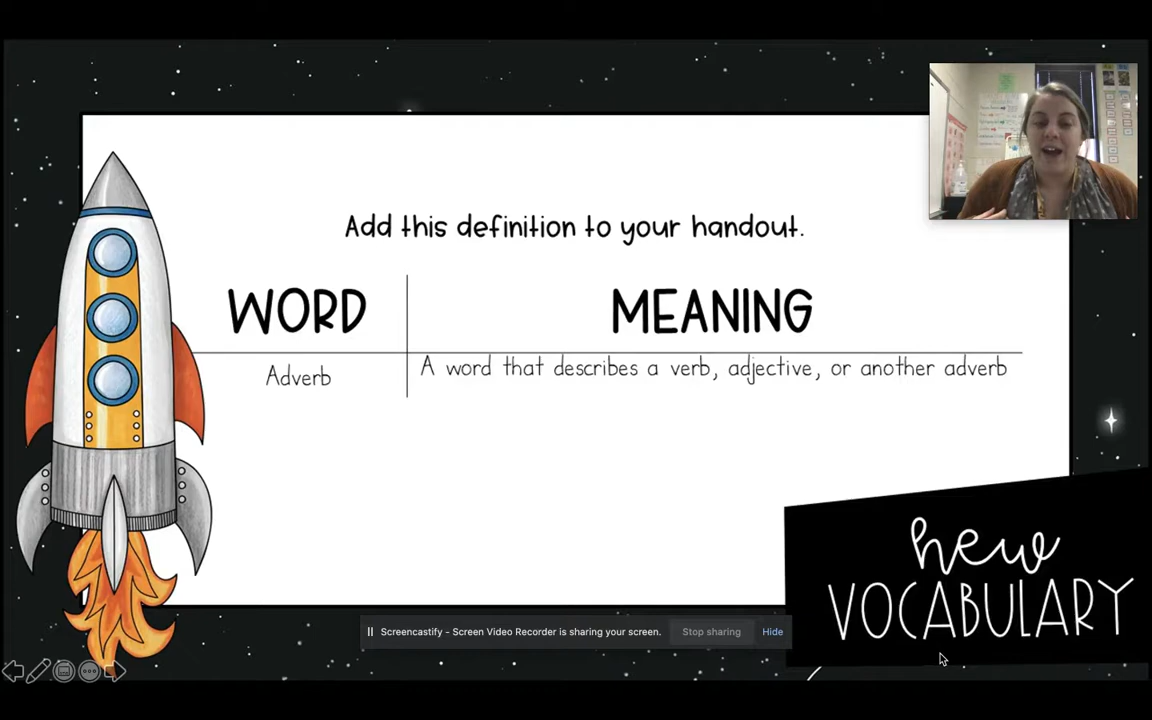 Add this definition to your handout.
WORD
MEANING
Adverb
A word that describes a verb, adjective, or another adverb
new
VOCABULARY
Screencastify - Screen Video Recorder is sharing your screen.
Stop sharing
Hide